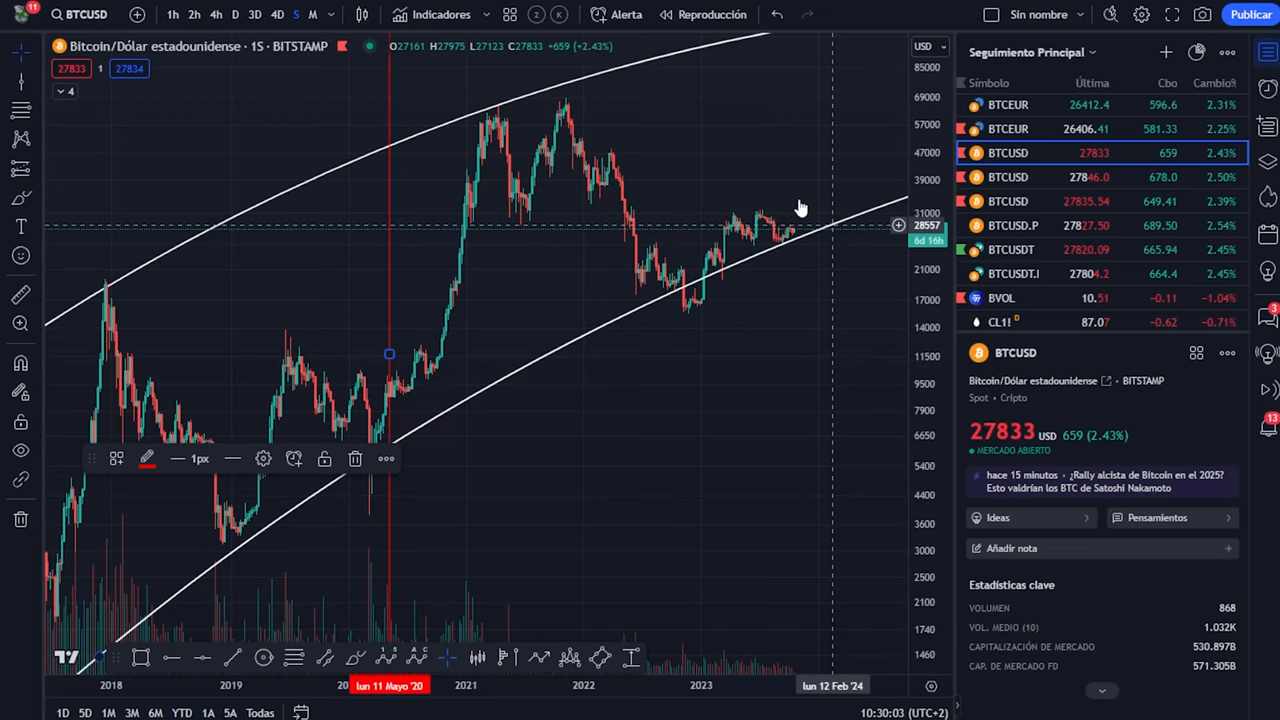 11
BTCUSD
1h 2h 4h D 3D 4D S M
Indicadores
2 K
Alerta
Reproducción
Sin nombre
Publicar
Bitcoin/Dólar estadounidense · 1S · BITSTAMP
O27161 H27975 L27123 C27833 +659 (+2.43%)
27833 1 27834
4
USD
85000
69000
57000
47000
39000
31000
28557
6d 16h
21000
17000
14000
11500
9500
7900
6650
5400
4400
3600
3000
2500
2100
1740
1460
1px
2018
2019
lun 11 Mayo '20
2021
2022
2023
lun 12 Feb '24
1D 5D 1M 3M 6M YTD 1A 5A Todas
10:30:03 (UTC+2)
Seguimiento Principal
Símbolo Última Cbo Cambio%
BTCEUR 26412.4 596.6 2.31%
BTCEUR 26406.41 581.33 2.25%
BTCUSD 27833 659 2.43%
BTCUSD 27846.0 678.0 2.50%
BTCUSD 27835.54 649.41 2.39%
BTCUSD.P 27827.50 689.50 2.54%
BTCUSDT 27820.09 665.94 2.45%
BTCUSDT.I 27804.2 664.4 2.45%
BVOL 10.51 -0.11 -1.04%
CL1! D 87.07 -0.62 -0.71%
BTCUSD
Bitcoin/Dólar estadounidense • BITSTAMP
Spot • Cripto
27833 USD 659 (2.43%)
MERCADO ABIERTO
hace 15 minutos • ¿Rally alcista de Bitcoin en el 2025?
Esto valdrían los BTC de Satoshi Nakamoto
Ideas
Pensamientos
Añadir nota
Estadísticas clave
VOLUMEN 868
VOL. MEDIO (10) 1.032K
CAPITALIZACIÓN DE MERCADO 530.897B
CAP. DE MERCADO FD 571.305B
3
13